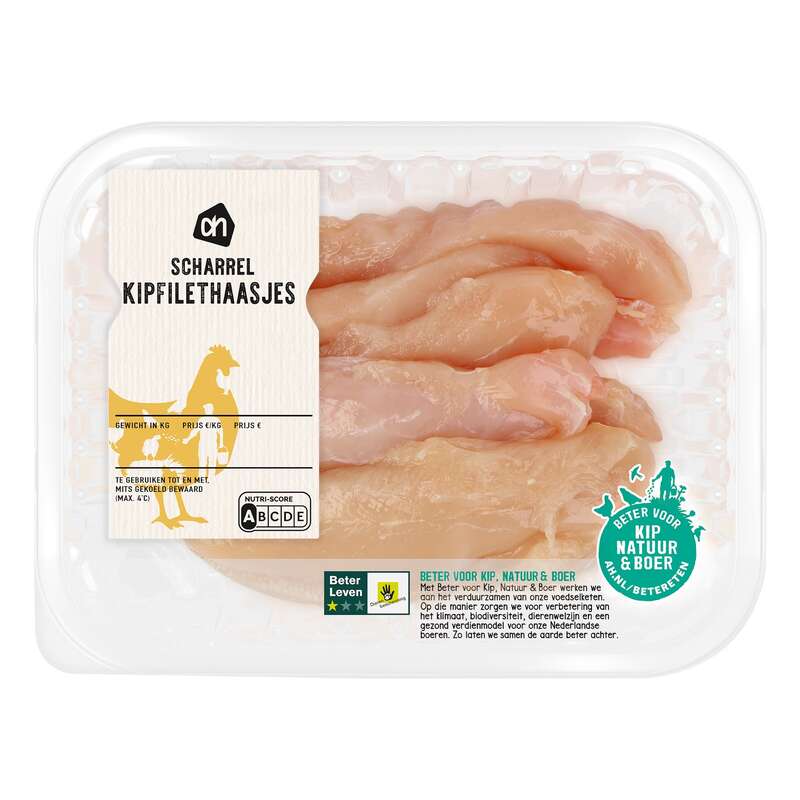 ah
SCHARREL
KIPFILETHAASJES
GEWICHT IN KG PRIJS €/KG PRIJS €
TE GEBRUIKEN TOT EN MET,
MITS GEKOELD BEWAARD
(MAX. 4°C)
NUTRI-SCORE
A B C D E
Beter
Leven
Dierenbescherming
BETER VOOR KIP, NATUUR & BOER
Met Beter voor Kip, Natuur & Boer werken we
aan het verduurzamen van onze voedselketen.
Op die manier zorgen we voor verbetering van
het klimaat, biodiversiteit, dierenwelzijn en een
gezond verdienmodel voor onze Nederlandse
boeren. Zo laten we samen de aarde beter achter.
BETER VOOR
KIP
NATUUR
& BOER
AH.NL/BETERETEN